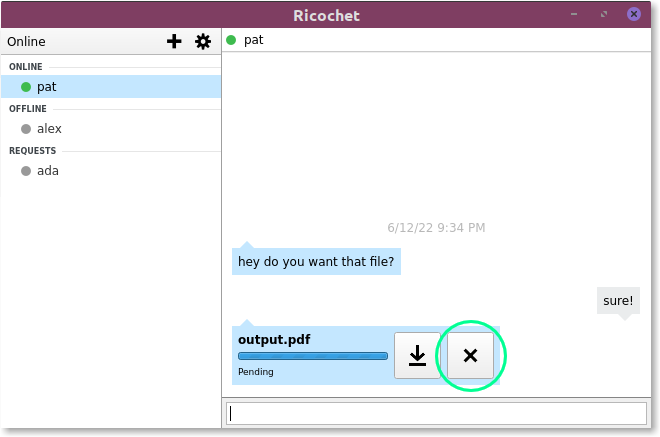 Ricochet
Online
pat
ONLINE
pat
OFFLINE
alex
REQUESTS
ada
6/12/22 9:34 PM
hey do you want that file?
sure!
output.pdf
Pending